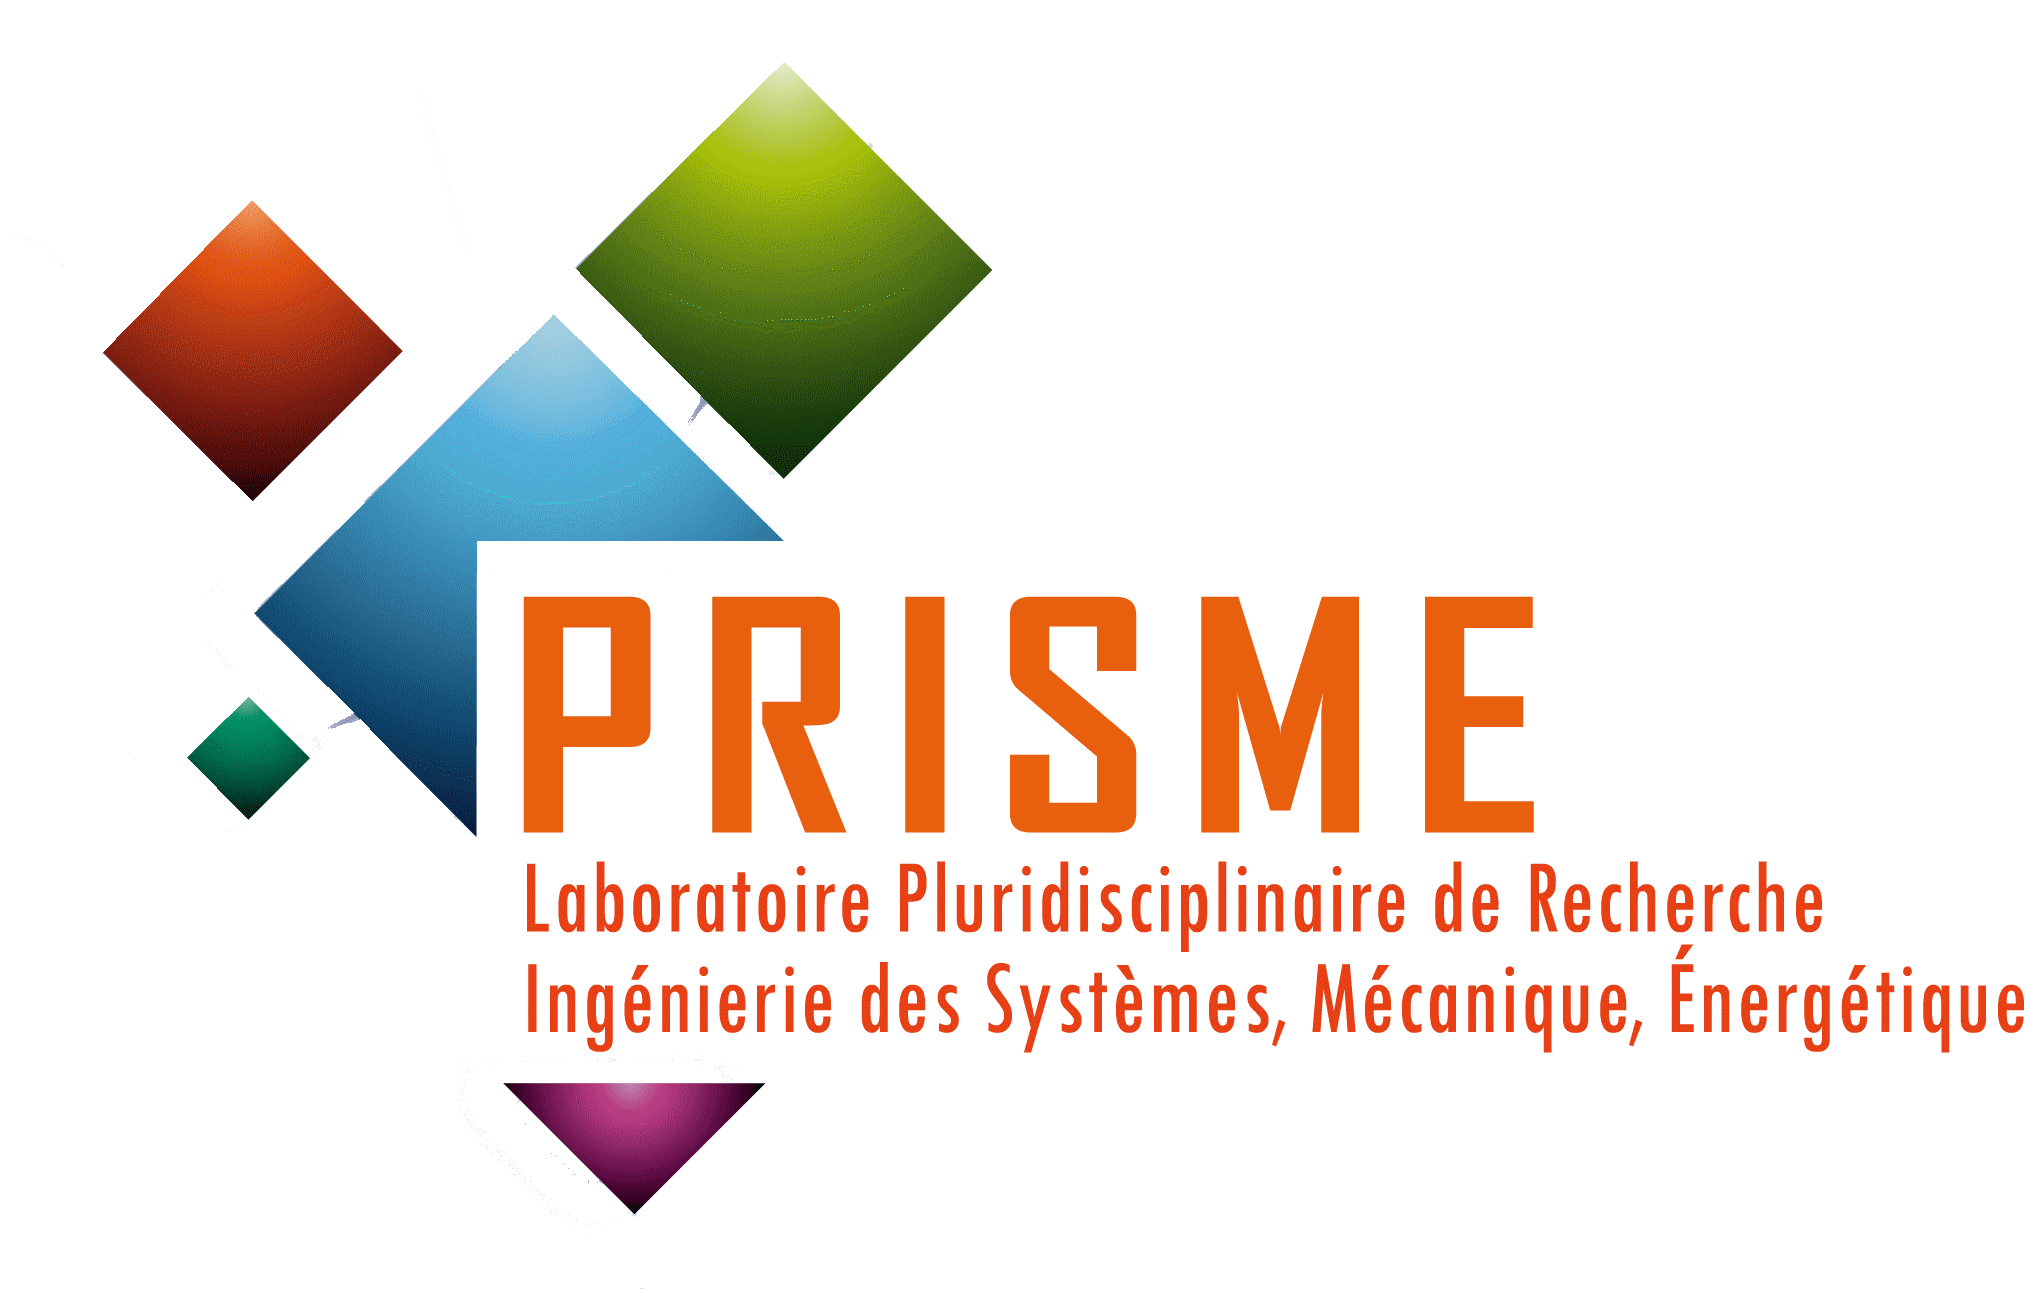 PRISME
Laboratoire Pluridisciplinaire de Recherche
Ingénierie des Systèmes, Mécanique, Énergétique